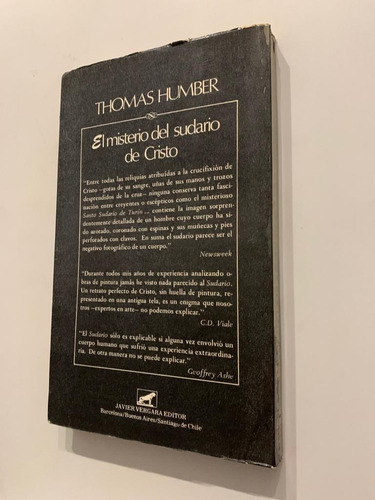 THOMAS HUMBER
El misterio del sudario
de Cristo
"Entre todas las reliquias atribuídas a la crucifixión de
Cristo —gotas de su sangre, uñas de sus manos y trozos
desprendidos de la cruz— ninguna conserva tanta fasci-
nación entre creyentes o escépticos como el misterioso
Santo Sudario de Turín ... contiene la imagen sorpren-
dentemente detallada de un hombre cuyo cuerpo ha si-
do azotado, coronado con espinas y sus muñecas y pies
perforados con clavos. En suma el sudario parece ser el
negativo fotográfico de un cuerpo."
Newsweek
"Durante todos mis años de experiencia analizando o-
bras de pintura jamás he visto nada parecido al Sudario.
Un retrato perfecto de Cristo, sin huella de pintura, re-
presentado en una antigua tela, es un enigma que noso-
tros —expertos en arte— no podemos explicar."
C.D. Viale
"El Sudario sólo es explicable si alguna vez envolvió un
cuerpo humano que sufrió una experiencia extraordina-
ria. De otra manera no se puede explicar."
Geoffrey Ashe
JAVIER VERGARA EDITOR
Barcelona/Buenos Aires/Santiago de Chile